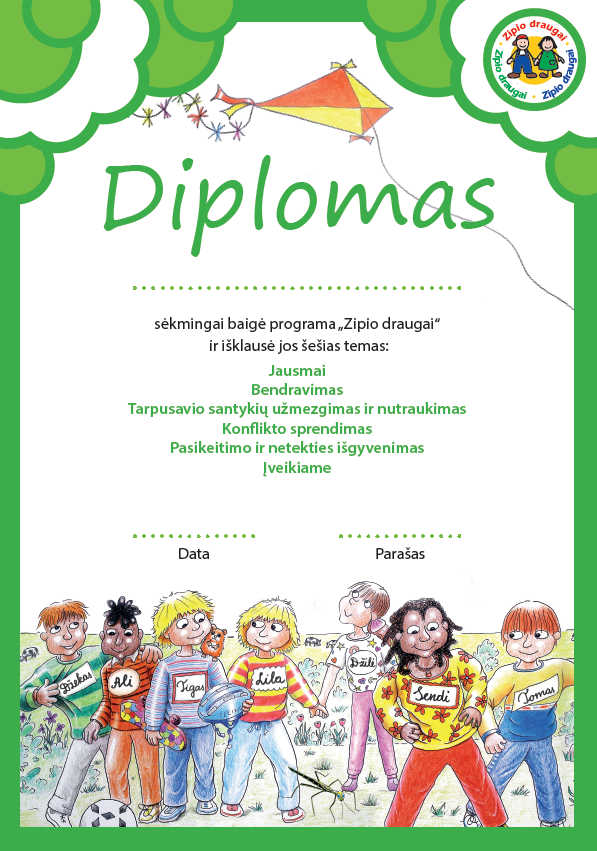 Zipio draugai
Zipio draugai
Zipio draugai
Diplomas
sėkmingai baigė programa „Zipio draugai“
ir išklausė jos šešias temas:
Jausmai
Bendravimas
Tarpusavio santykių užmezgimas ir nutraukimas
Konflikto sprendimas
Pasikeitimo ir netekties išgyvenimas
Įveikiame
Data
Parašas
Džiekas
Ali
Tigas
Lila
Džili
Sendi
Tomas